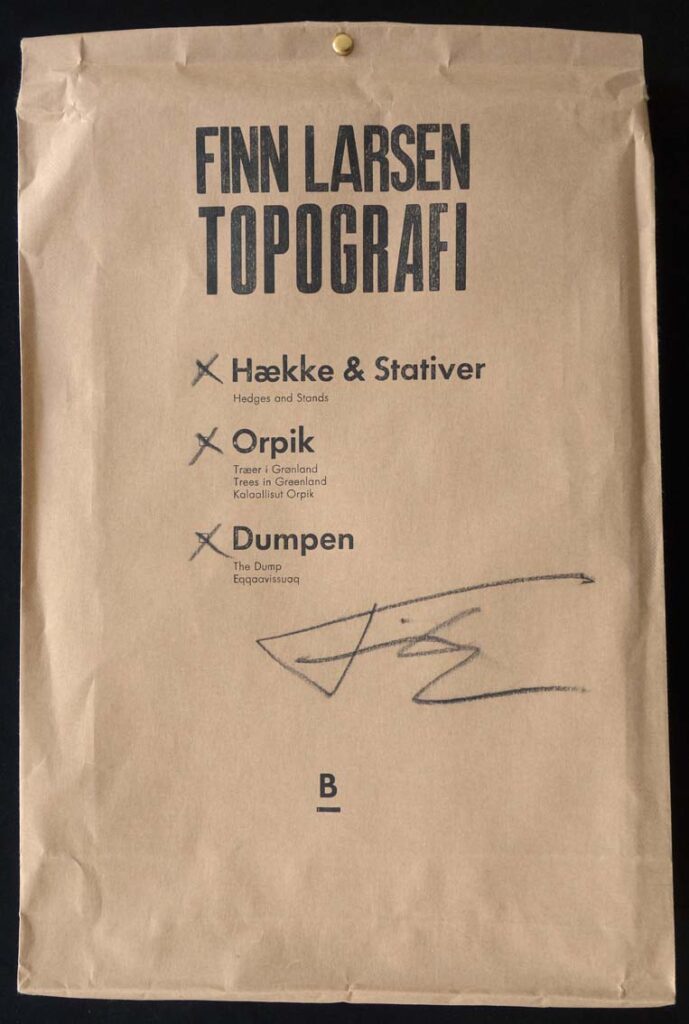 FINN LARSEN
TOPOGRAFI
Hække & Stativer
Hedges and Stands
Orpik
Træer i Grønland
Trees in Greenland
Kalaallisut Orpik
Dumpen
The Dump
Eqqaavissuaq
B